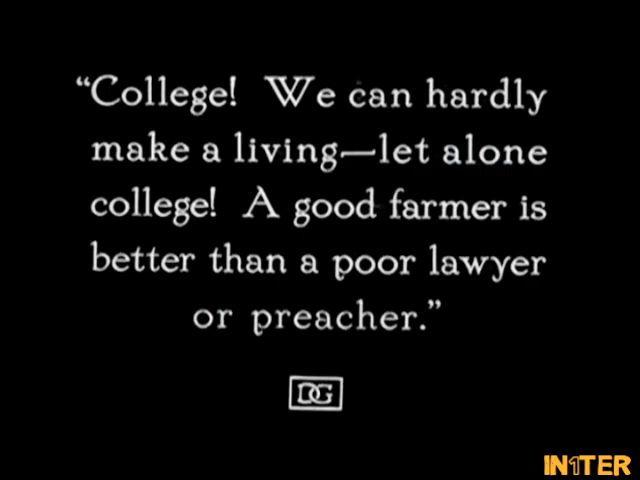 “College! We can hardly
make a living—let alone
college! A good farmer is
better than a poor lawyer
or preacher.”
DG
IN1TER